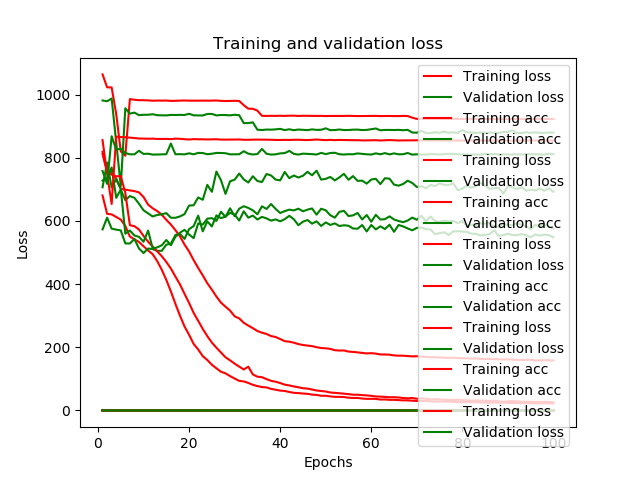 Training and validation loss
Loss
1000
800
600
400
200
0
0
20
40
60
80
100
Epochs
Training loss
Validation loss
Training acc
Validation acc
Training loss
Validation loss
Training acc
Validation acc
Training loss
Validation loss
Training acc
Validation acc
Training loss
Validation loss
Training acc
Validation acc
Training loss
Validation loss